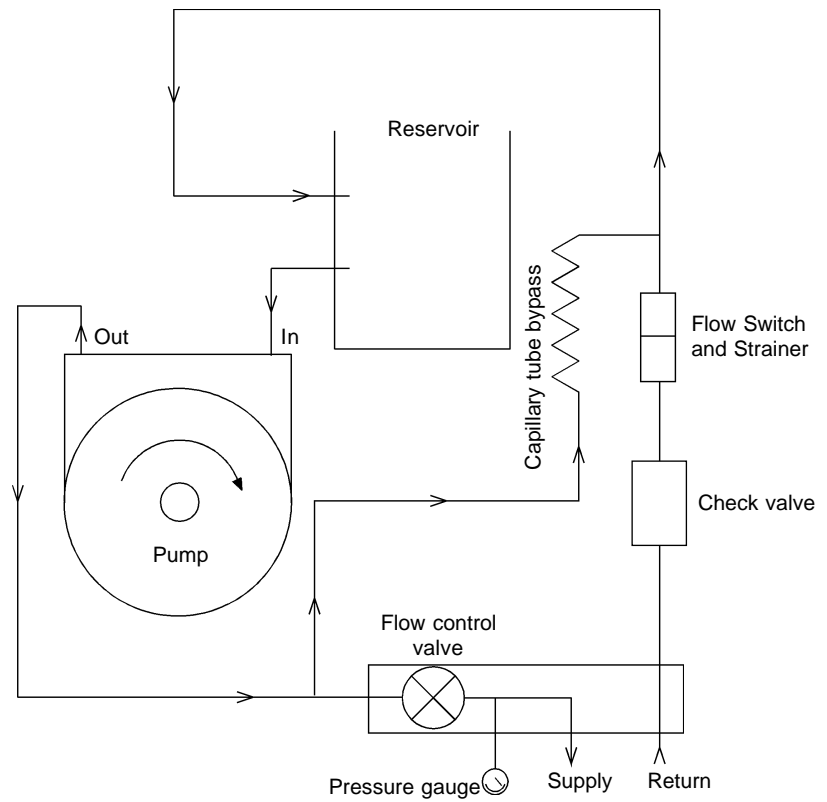 Reservoir
Out
In
Capillary tube bypass
Flow Switch
and Strainer
Check valve
Pump
Flow control
valve
Pressure gauge
Supply
Return